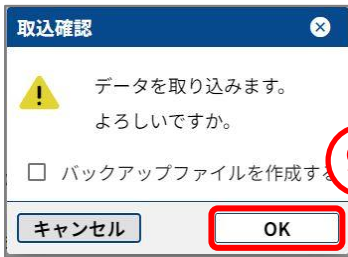 取込確認
データを取り込みます。
よろしいですか。
バックアップファイルを作成する
キャンセル
OK